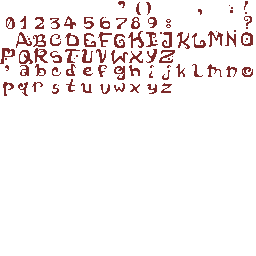 ' ( ) , . !
0 1 2 3 4 5 6 7 8 9 : ?
A B C D E F G H I J K L M N O
P Q R S T U V W X Y Z
' a b c d e f g h i j k l m n o
p q r s t u v w x y z